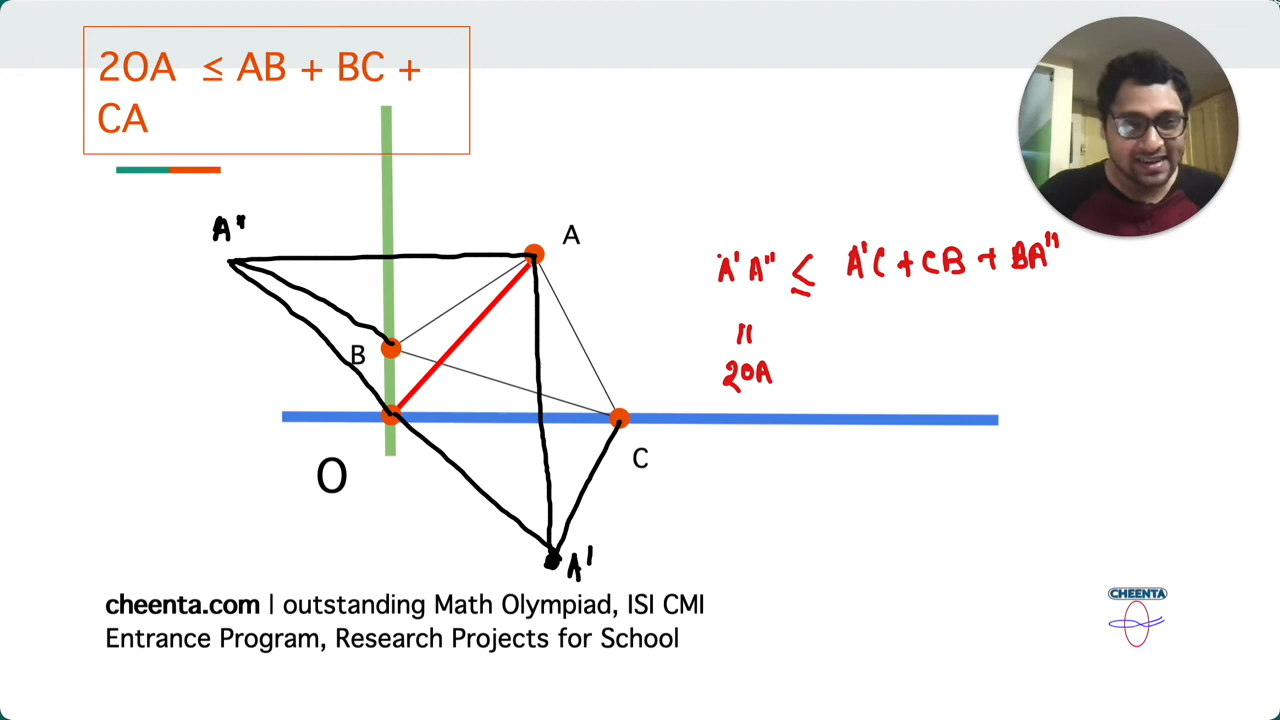 2OA ≤ AB + BC +
CA
A"
A
A'A" ≤ A'C + CB + BA"
B
"
2OA
C
O
A'
cheenta.com | outstanding Math Olympiad, ISI CMI
Entrance Program, Research Projects for School
CHEENTA